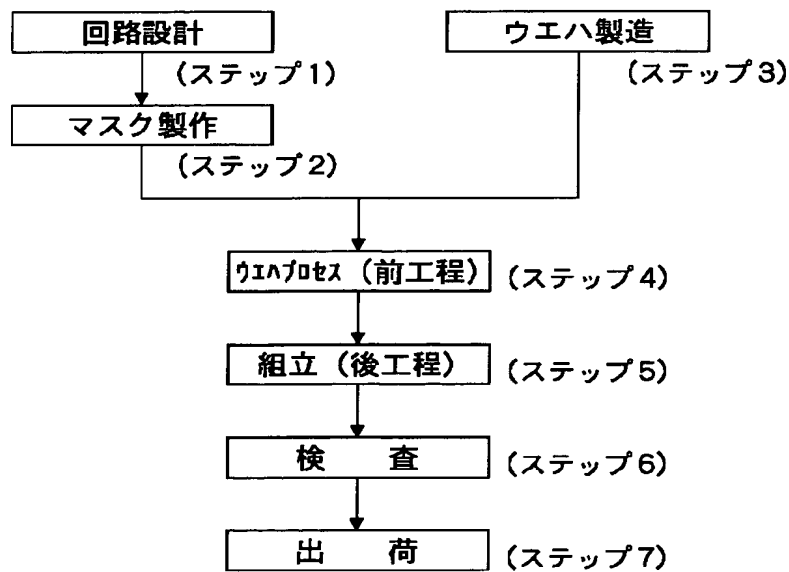 回路設計
(ステップ1)
マスク製作
(ステップ2)
ウエハ製造
(ステップ3)
ウエハプロセス (前工程)
(ステップ4)
組立 (後工程)
(ステップ5)
検 査
(ステップ6)
出 荷
(ステップ7)